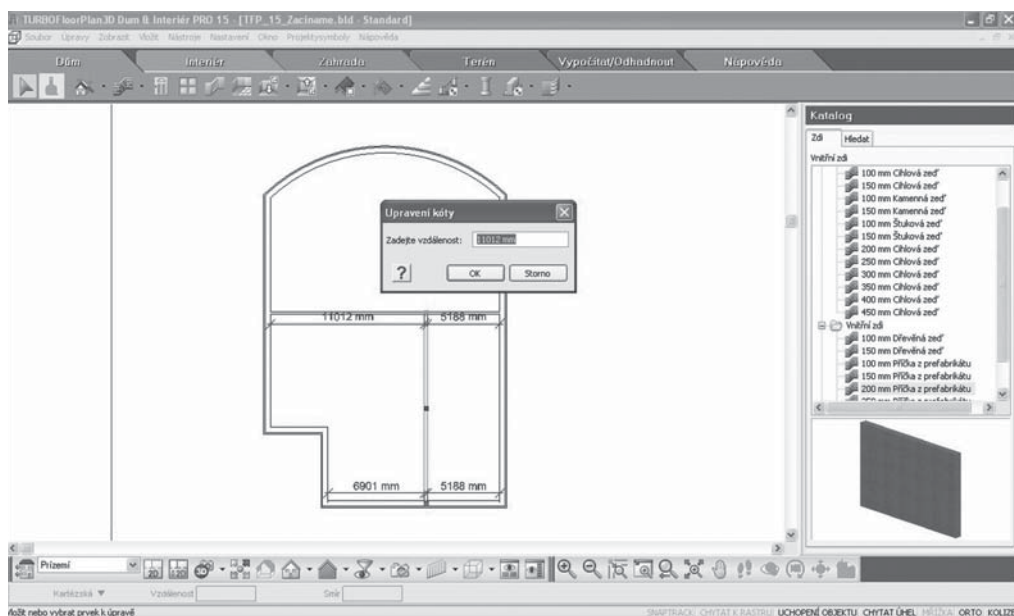 TURBOFloorPlan3D Dum & Interiér PRO 15 - [TFP_15_Zaciname.bld - Standard]
Soubor Úpravy Zobrazit Vložit Nástroje Nastavení Okno Projektysymboly Nápověda
Dům Interiér Zahrada Terén Vypočítat/Odhadnout Nápověda
Katalog
Zdi Hledat
Vnitřní zdi
100 mm Cihlová zeď
150 mm Cihlová zeď
100 mm Kamenná zeď
150 mm Kamenná zeď
100 mm Štuková zeď
150 mm Štuková zeď
200 mm Cihlová zeď
250 mm Cihlová zeď
300 mm Cihlová zeď
350 mm Cihlová zeď
400 mm Cihlová zeď
450 mm Cihlová zeď
Vnitřní zdi
100 mm Dřevěná zeď
150 mm Dřevěná zeď
100 mm Příčka z prefabrikátu
150 mm Příčka z prefabrikátu
200 mm Příčka z prefabrikátu
Upravení kóty
Zadejte vzdálenost: 11012 mm
? OK Storno
11012 mm 5188 mm
6901 mm 5188 mm
Prízemí 2D 3D
Kartézská Vzdálenost Směr
vložit nebo vybrat prvek k úpravě
SNAPTRACK CHYTAT K RASTRU UCHOPENÍ OBJEKTU CHYTAT ÚHEL MŘÍŽKA ORTO KOLIZE